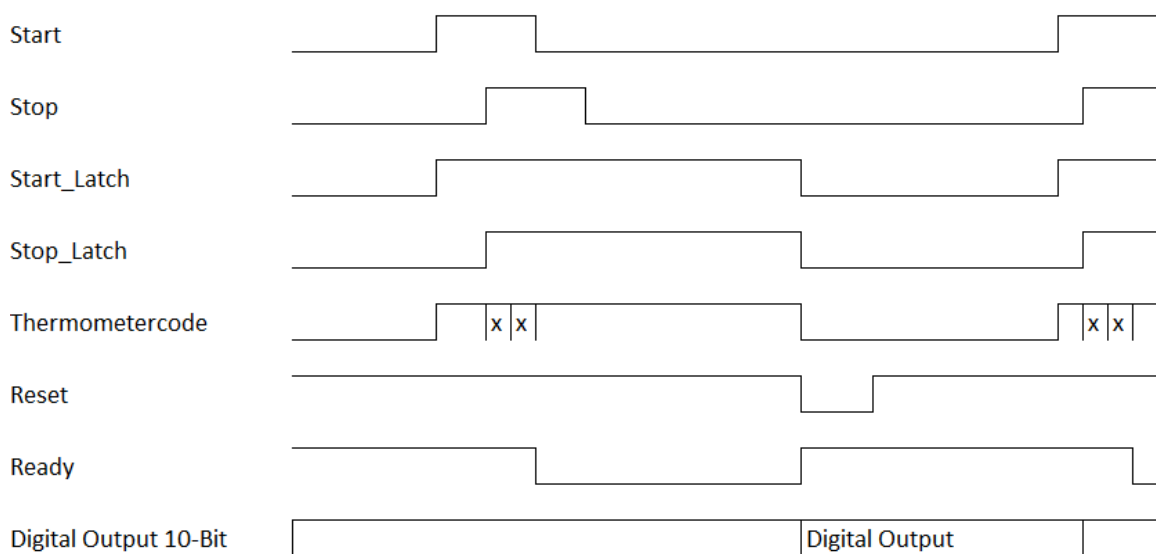 Start
Stop
Start_Latch
Stop_Latch
Thermometercode x x x x
Reset
Ready
Digital Output 10-Bit Digital Output